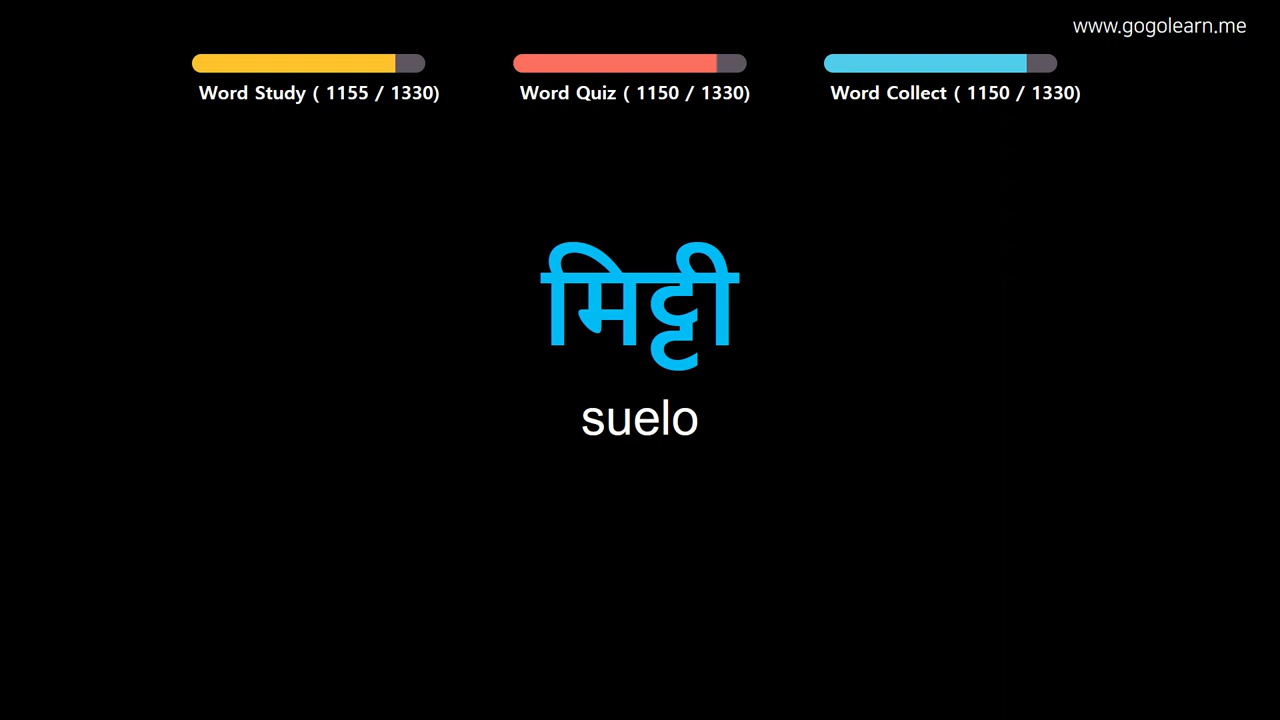 www.gogolearn.me
Word Study ( 1155 / 1330)
Word Quiz ( 1150 / 1330)
Word Collect ( 1150 / 1330)
मिट्टी
suelo